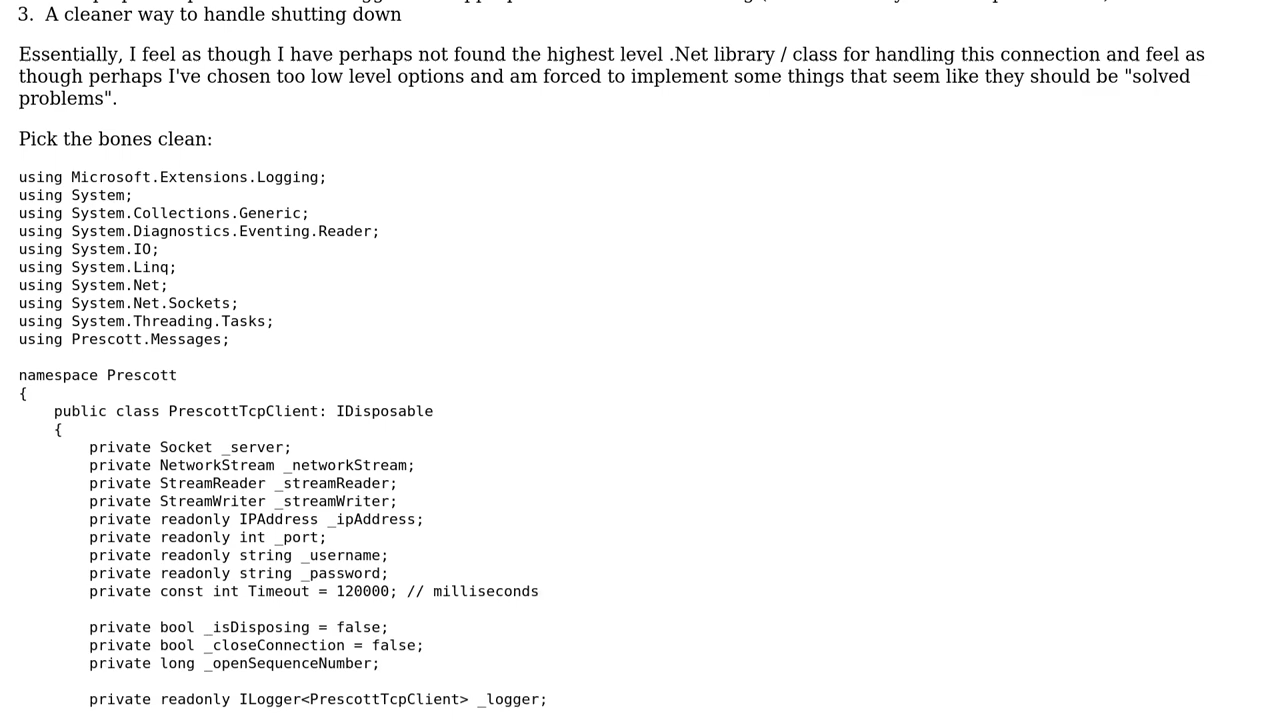 3. A cleaner way to handle shutting down
Essentially, I feel as though I have perhaps not found the highest level .Net library / class for handling this connection and feel as
though perhaps I've chosen too low level options and am forced to implement some things that seem like they should be "solved
problems".
Pick the bones clean:
using Microsoft.Extensions.Logging;
using System;
using System.Collections.Generic;
using System.Diagnostics.Eventing.Reader;
using System.IO;
using System.Linq;
using System.Net;
using System.Net.Sockets;
using System.Threading.Tasks;
using Prescott.Messages;
namespace Prescott
{
    public class PrescottTcpClient: IDisposable
    {
        private Socket _server;
        private NetworkStream _networkStream;
        private StreamReader _streamReader;
        private StreamWriter _streamWriter;
        private readonly IPAddress _ipAddress;
        private readonly int _port;
        private readonly string _username;
        private readonly string _password;
        private const int Timeout = 120000; // milliseconds
        private bool _isDisposing = false;
        private bool _closeConnection = false;
        private long _openSequenceNumber;
        private readonly ILogger<PrescottTcpClient> _logger;